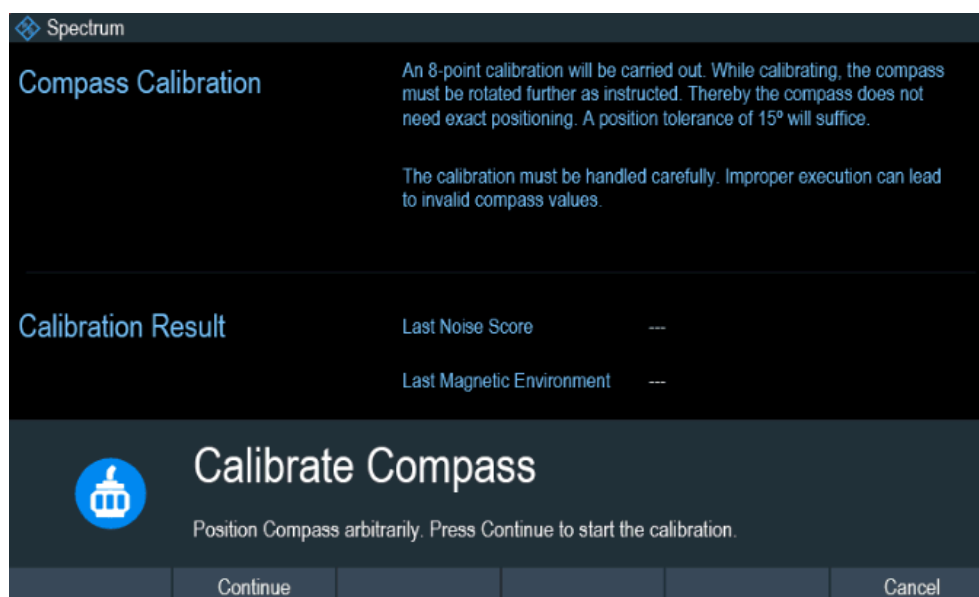 Spectrum
Compass Calibration
An 8-point calibration will be carried out. While calibrating, the compass
must be rotated further as instructed. Thereby the compass does not
need exact positioning. A position tolerance of 15º will suffice.
The calibration must be handled carefully. Improper execution can lead
to invalid compass values.
Calibration Result
Last Noise Score ---
Last Magnetic Environment ---
Calibrate Compass
Position Compass arbitrarily. Press Continue to start the calibration.
Continue Cancel